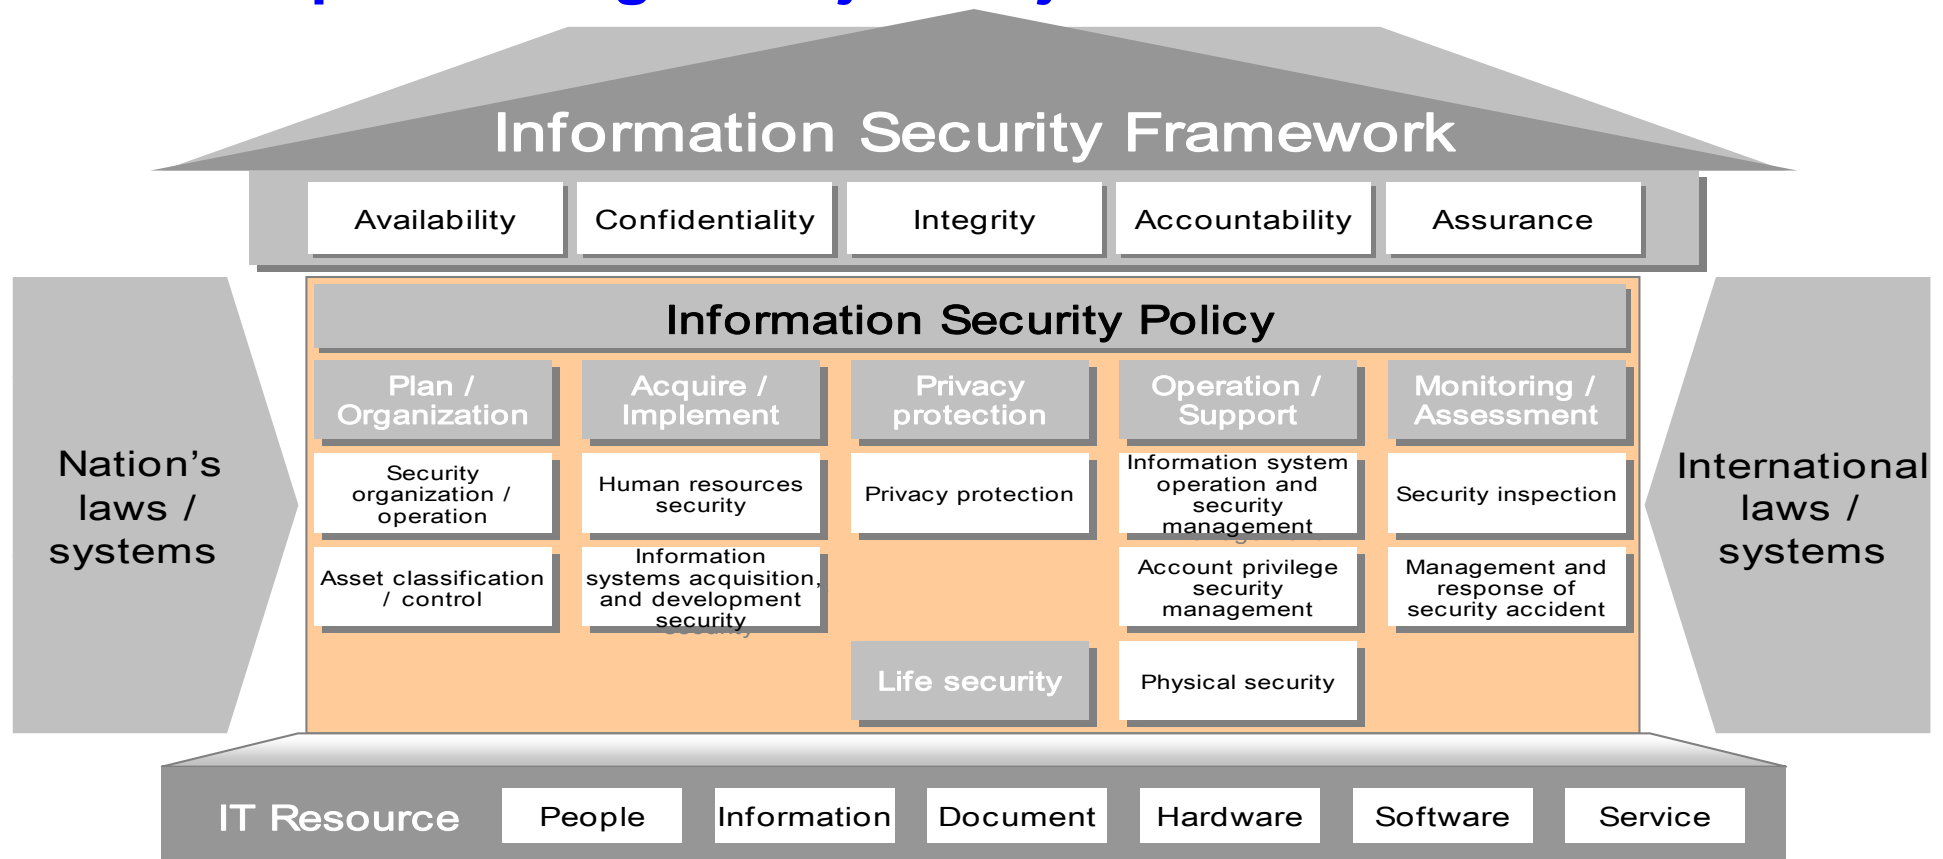 Information Security Framework
Availability
Confidentiality
Integrity
Accountability
Assurance
Nation’s
laws /
systems
Information Security Policy
Plan /
Organization
Security
organization /
operation
Asset classification
/ control
Acquire /
Implement
Human resources
security
Information
systems acquisition,
and development
security
Privacy
protection
Privacy protection
Life security
Operation /
Support
Information system
operation and
security
management
Account privilege
security
management
Physical security
Monitoring /
Assessment
Security inspection
Management and
response of
security accident
International
laws /
systems
IT Resource
People
Information
Document
Hardware
Software
Service